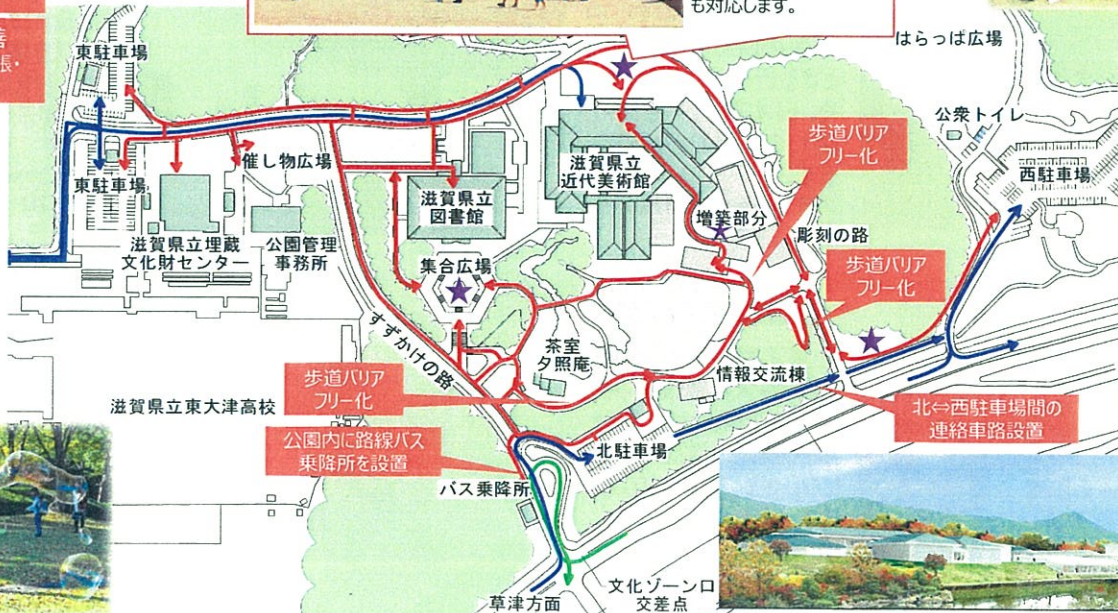 も対応します。
善
張・
東駐車場
はらっぱ広場
公衆トイレ
西駐車場
歩道バリア
フリー化
滋賀県立
近代美術館
催し物広場
東駐車場
滋賀県立
図書館
増築部分
彫刻の路
滋賀県立埋蔵
文化財センター
公園管理
事務所
集合広場
歩道バリア
フリー化
すずかけの路
茶室
夕照庵
情報交流棟
歩道バリア
フリー化
滋賀県立東大津高校
北⇔西駐車場間の
連絡車路設置
公園内に路線バス
乗降所を設置
北駐車場
バス乗降所
文化ゾーン口
交差点
草津方面